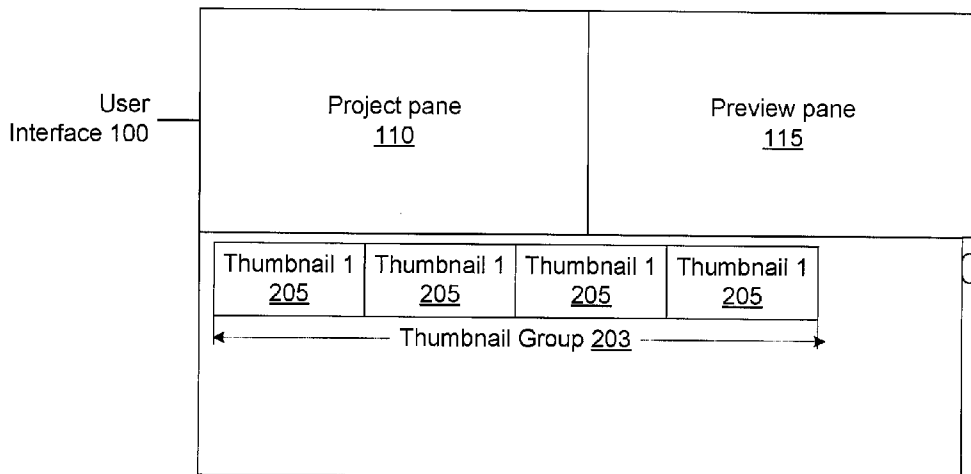 User
Interface 100
Project pane
110
Preview pane
115
Thumbnail 1
205
Thumbnail 1
205
Thumbnail 1
205
Thumbnail 1
205
Thumbnail Group 203